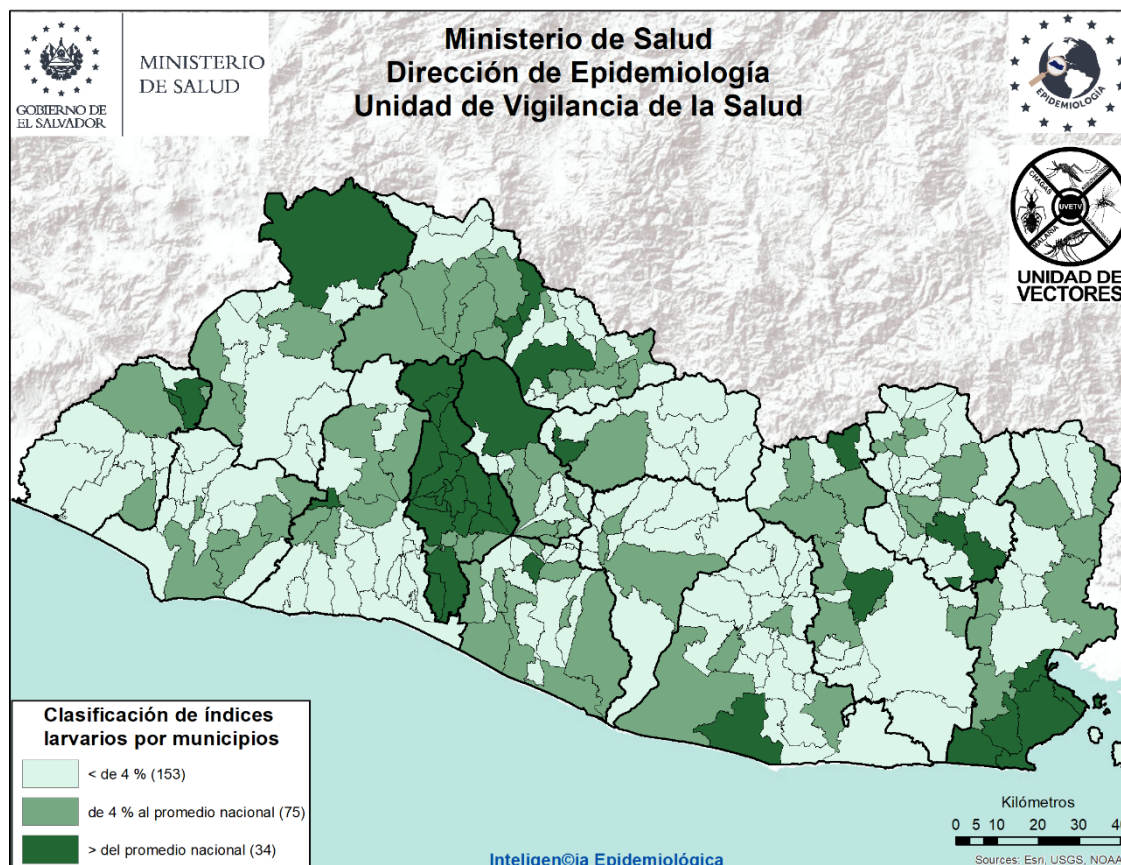 Ministerio de Salud
Dirección de Epidemiología
Unidad de Vigilancia de la Salud
GOBIERNO DE
EL SALVADOR
MINISTERIO
DE SALUD
EPIDEMIOLOGÍA
CHAGAS
UVETV
MALARIA
UNIDAD DE
VECTORES
Clasificación de índices
larvarios por municipios
< de 4 % (153)
de 4 % al promedio nacional (75)
> del promedio nacional (34)
Inteligen©ia Epidemiológica
Kilómetros
0 5 10 20 30 40
Sources: Esri, USGS, NOAA